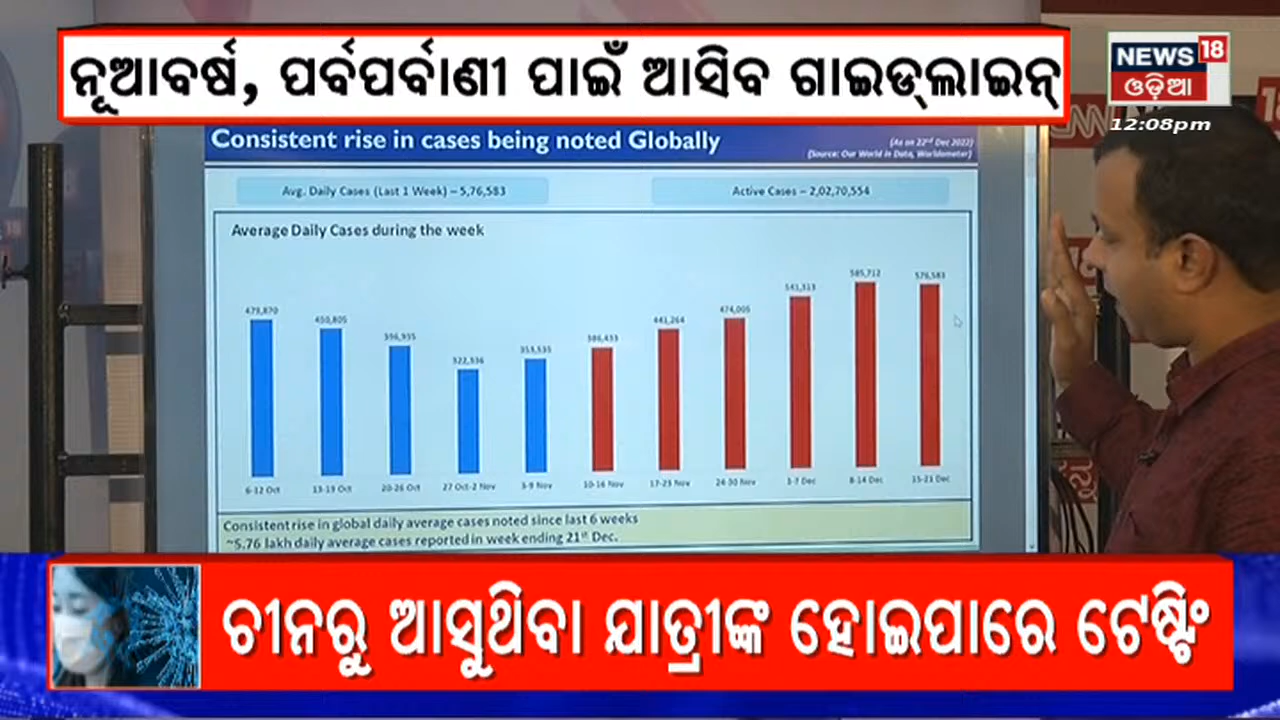 ନୂଆବର୍ଷ, ପର୍ବପର୍ବାଣୀ ପାଇଁ ଆସିବ ଗାଇଡ୍‌ଲାଇନ୍
NEWS 18
ଓଡ଼ିଆ
12:08pm
Consistent rise in cases being noted Globally
(As on 22nd Dec 2022)
(Source: Our World in Data, Worldometer)
Avg. Daily Cases (Last 1 Week) – 5,76,583
Active Cases – 2,02,70,554
Average Daily Cases during the week
479,870 450,805 396,935 322,336 353,535 386,433 441,264 474,005 541,313 585,712 576,583
6-12 Oct 13-19 Oct 20-26 Oct 27 Oct-2 Nov 3-9 Nov 10-16 Nov 17-23 Nov 24-30 Nov 1-7 Dec 8-14 Dec 15-21 Dec
Consistent rise in global daily average cases noted since last 6 weeks
~5.76 lakh daily average cases reported in week ending 21st Dec.
ଚୀନରୁ ଆସୁଥିବା ଯାତ୍ରୀଙ୍କ ହୋଇପାରେ ଟେଷ୍ଟିଂ